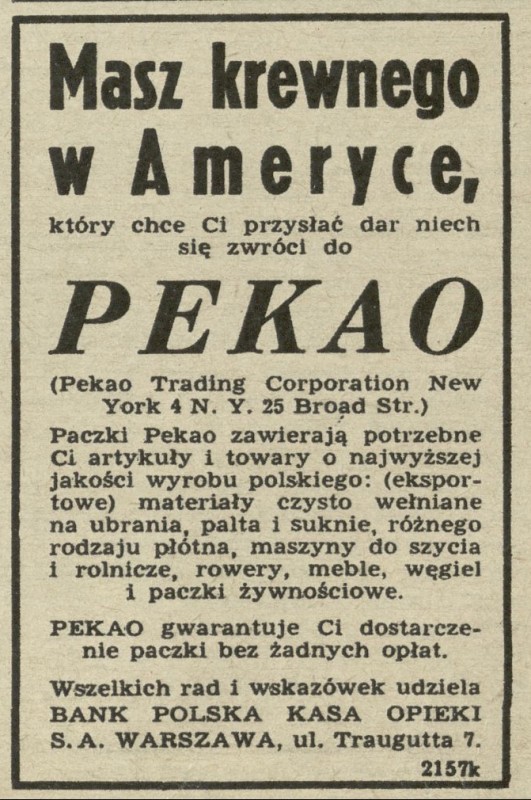 Masz krewnego
w Ameryce,
który chce Ci przysłać dar niech
się zwróci do
PEKAO
(Pekao Trading Corporation New
York 4 N. Y. 25 Broad Str.)
Paczki Pekao zawierają potrzebne
Ci artykuły i towary o najwyższej
jakości wyrobu polskiego: (ekspor-
towe) materiały czysto wełniane
na ubrania, palta i suknie, różnego
rodzaju płótna, maszyny do szycia
i rolnicze, rowery, meble, węgiel
i paczki żywnościowe.
PEKAO gwarantuje Ci dostarcze-
nie paczki bez żadnych opłat.
Wszelkich rad i wskazówek udziela
BANK POLSKA KASA OPIEKI
S. A. WARSZAWA, ul. Traugutta 7.
2157k